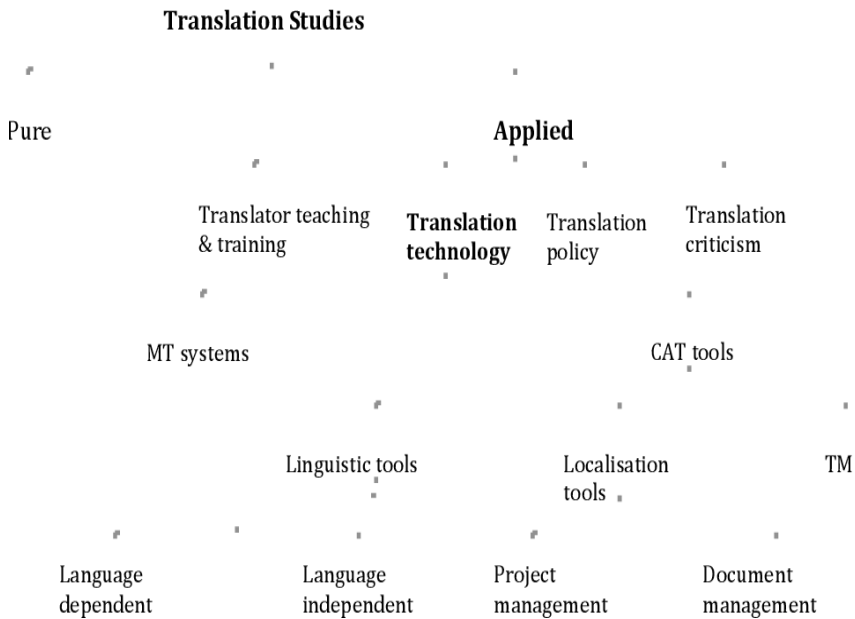 Translation Studies
Pure
Applied
Translator teaching
& training
Translation
technology
Translation
policy
Translation
criticism
MT systems
CAT tools
Linguistic tools
Localisation
tools
TM
Language
dependent
Language
independent
Project
management
Document
management